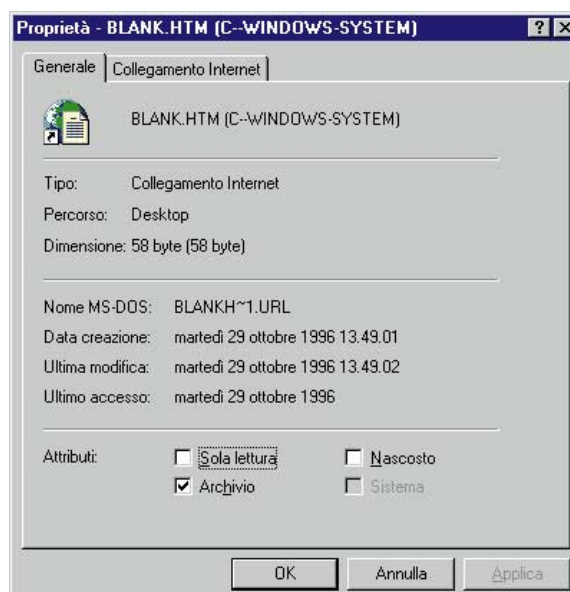 Proprietà - BLANK.HTM (C--WINDOWS-SYSTEM)
Generale Collegamento Internet
BLANK.HTM (C--WINDOWS-SYSTEM)
Tipo: Collegamento Internet
Percorso: Desktop
Dimensione: 58 byte (58 byte)
Nome MS-DOS: BLANKH~1.URL
Data creazione: martedì 29 ottobre 1996 13.49.01
Ultima modifica: martedì 29 ottobre 1996 13.49.02
Ultimo accesso: martedì 29 ottobre 1996
Attributi: Sola lettura Nascosto
Archivio Sistema
OK Annulla Applica